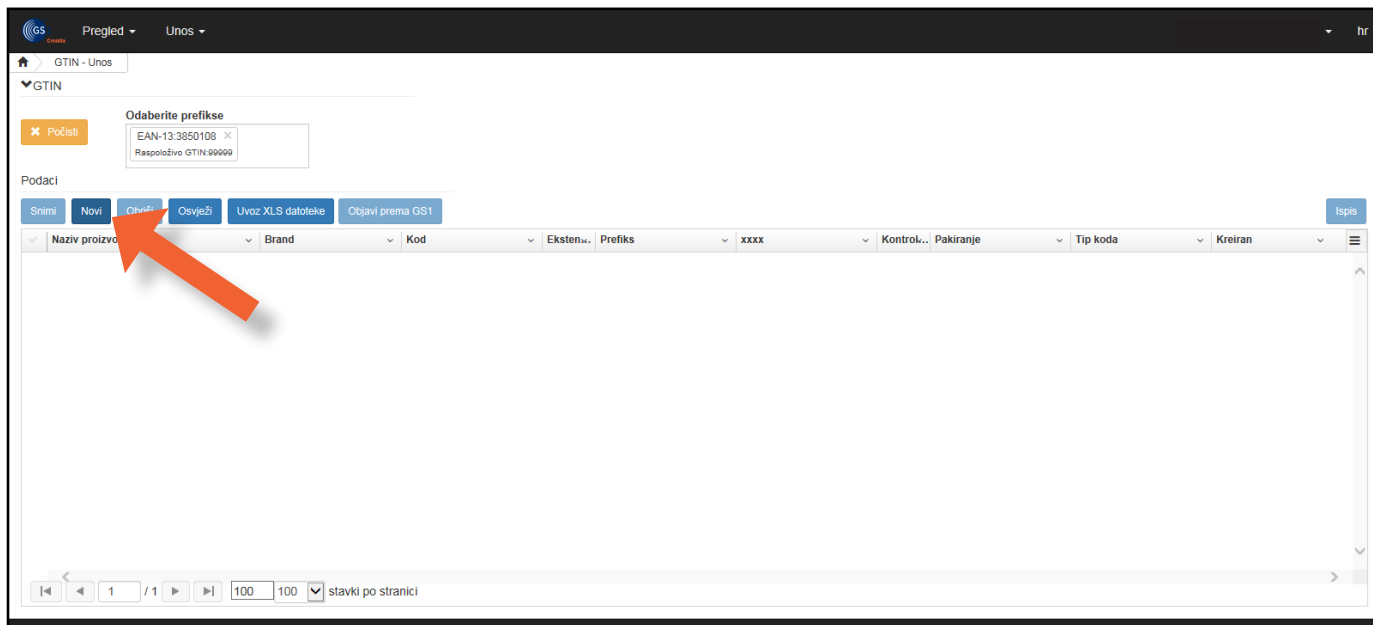 GS Croatia Pregled Unos hr
GTIN - Unos
GTIN
Odaberite prefikse
Počisti
EAN-13:3850108
Raspoloživo GTIN:99999
Podaci
Snimi Novi Obriši Osvježi Uvoz XLS datoteke Objavi prema GS1 Ispis
Naziv proizvo Brand Kod Eksten.. Prefiks xxxx Kontrol.. Pakiranje Tip koda Kreiran
1 / 1 100 100 stavki po stranici